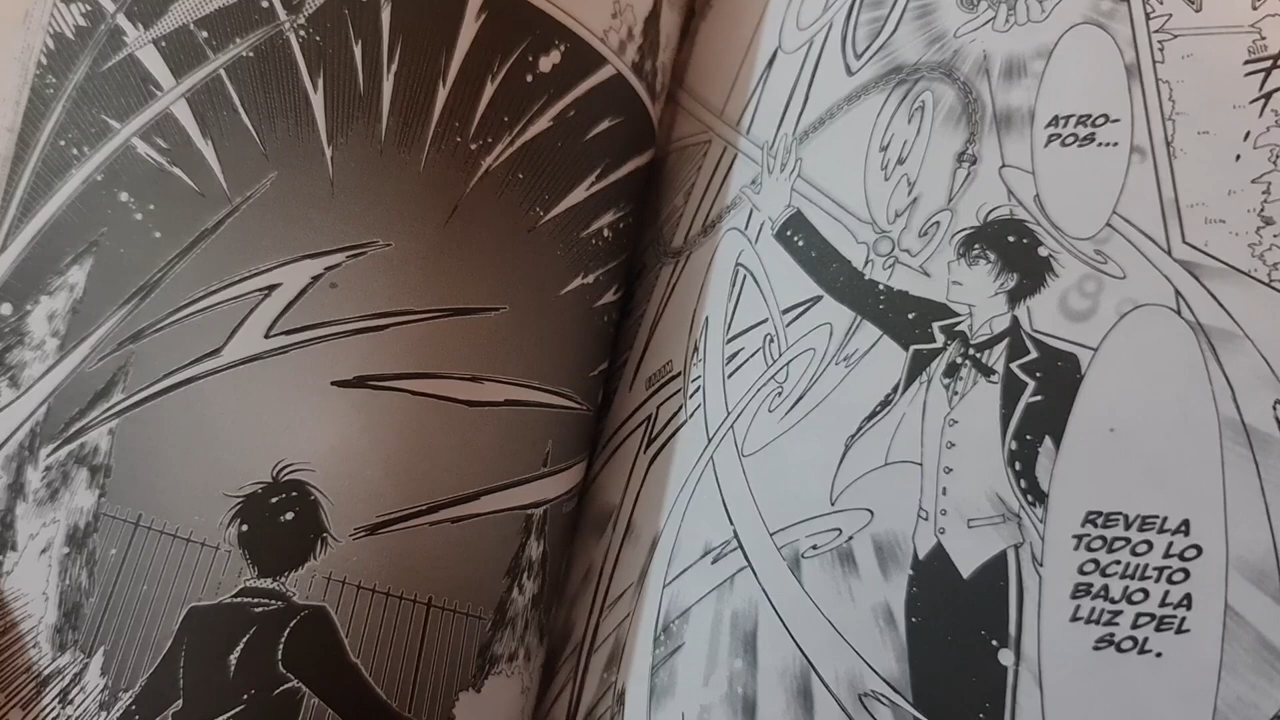 ATRO-
POS...
REVELA
TODO LO
OCULTO
BAJO LA
LUZ DEL
SOL.